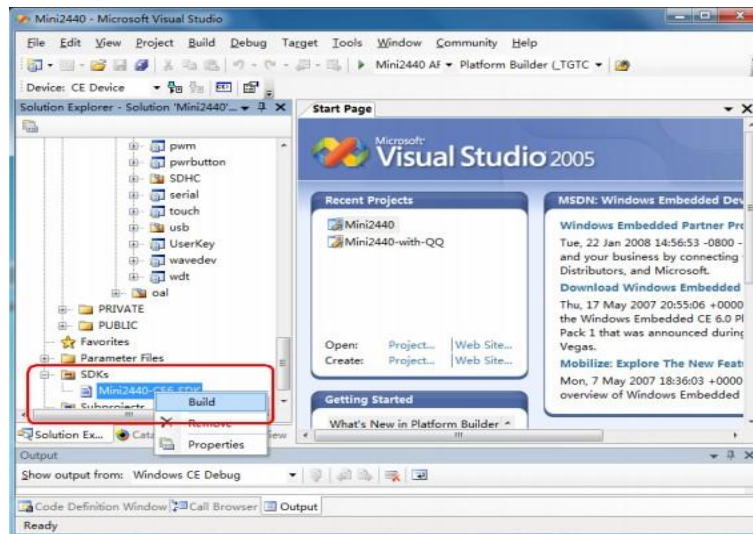 Mini2440 - Microsoft Visual Studio
File Edit View Project Build Debug Target Tools Window Community Help
Mini2440 AF Platform Builder (_TGTC
Device: CE Device
Solution Explorer - Solution 'Mini2440'...
pwm
pwrbutton
SDHC
serial
touch
usb
UserKey
wavedev
wdt
oal
PRIVATE
PUBLIC
Favorites
Parameter Files
SDKs
Mini2440-CE6-SDK
Subprojects
Build
Remove
Properties
Solution Ex...
Cata
iew
Start Page
Microsoft
Visual Studio 2005
Recent Projects
Mini2440
Mini2440-with-QQ
Open: Project... Web Site...
Create: Project... Web Site...
Getting Started
What's New in Platform Builder
MSDN: Windows Embedded Dev
Windows Embedded Partner Pro
Tue, 22 Jan 2008 14:56:53 -0800 -
and your business by connecting
Distributors, and Microsoft.
Download Windows Embedded
Thu, 17 May 2007 20:55:06 +0000
the Windows Embedded CE 6.0 Pl
Pack 1 that was announced during
Vegas.
Mobilize: Explore The New Feat
Mon, 7 May 2007 18:36:03 +0000
overview of Windows Embedded
Output
Show output from: Windows CE Debug
Code Definition Window Call Browser Output
Ready